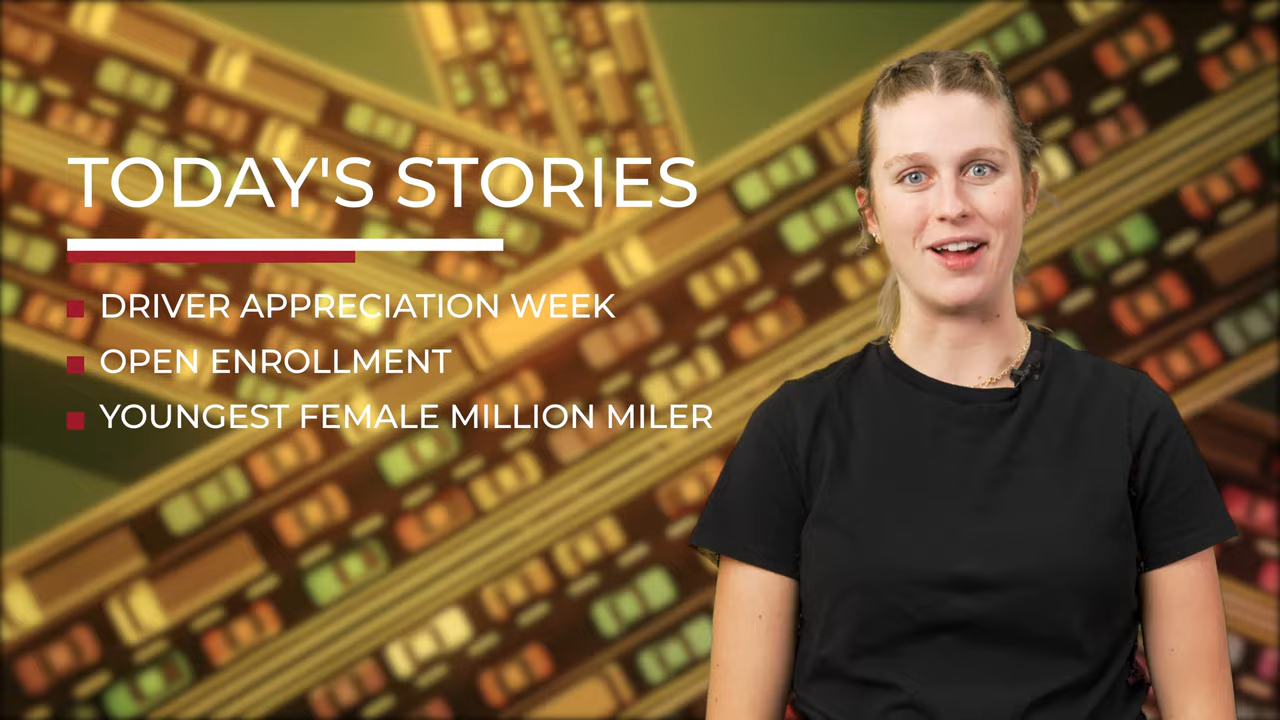 TODAY'S STORIES
DRIVER APPRECIATION WEEK
OPEN ENROLLMENT
YOUNGEST FEMALE MILLION MILER